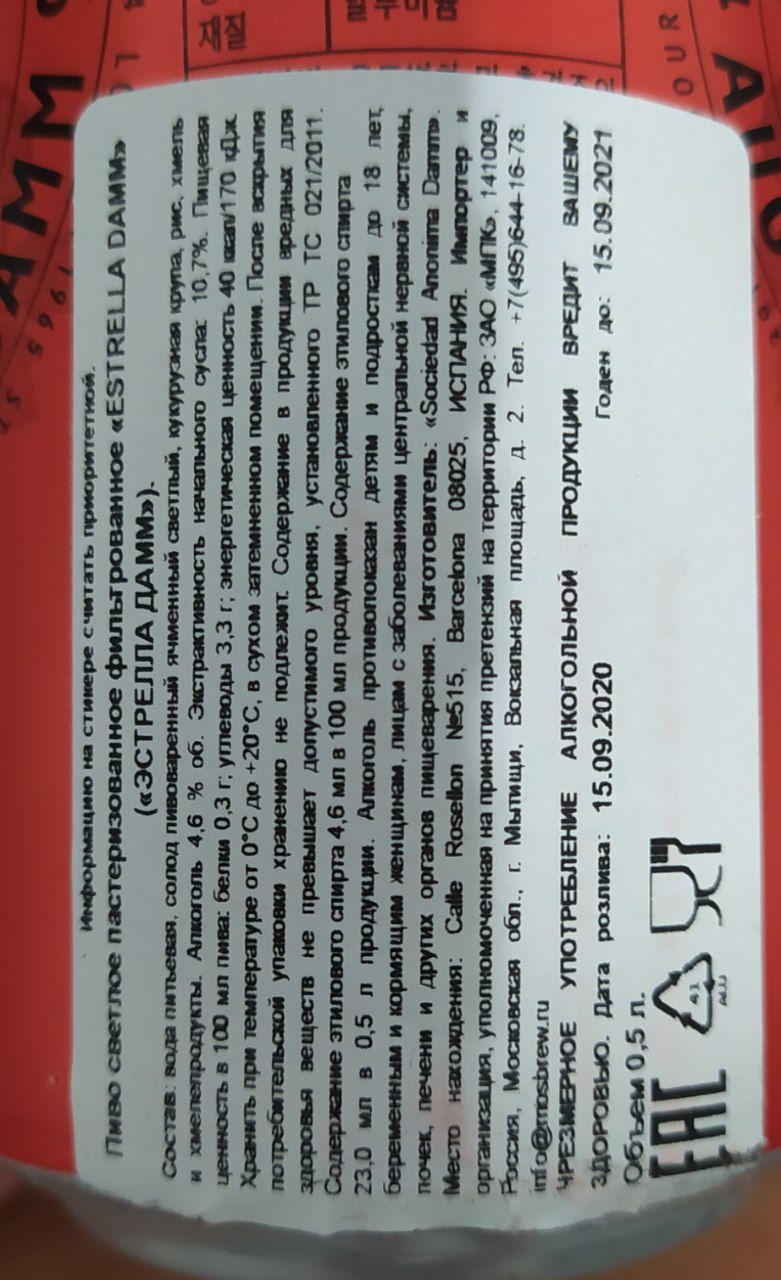 Информацию на стикере считать приоритетной.
Пиво светлое пастеризованное фильтрованное «ESTRELLA DAMM»
(«ЭСТРЕЛЛА ДАММ»).
Состав: вода питьевая, солод пивоваренный ячменный светлый, кукурузная крупа, рис, хмель
и хмелепродукты. Алкоголь 4,6 % об. Экстрактивность начального сусла: 10,7%. Пищевая
ценность в 100 мл пива: белки 0,3 г; углеводы 3,3 г; энергетическая ценность 40 ккал/170 кДж.
Хранить при температуре от 0°C до +20°C, в сухом затемненном помещении. После вскрытия
потребительской упаковки хранению не подлежит. Содержание в продукции вредных для
здоровья веществ не превышает допустимого уровня, установленного ТР ТС 021/2011.
Содержание этилового спирта 4,6 мл в 100 мл продукции. Содержание этилового спирта
23,0 мл в 0,5 л продукции. Алкоголь противопоказан детям и подросткам до 18 лет,
беременным и кормящим женщинам, лицам с заболеваниями центральной нервной системы,
почек, печени и других органов пищеварения. Изготовитель: «Sociedad Anonima Damm».
Место нахождения: Calle Rosellon №515, Barcelona 08025, ИСПАНИЯ. Импортер и
организация, уполномоченная на принятия претензий на территории РФ: ЗАО «МПК», 141009,
Россия, Московская обл., г. Мытищи, Вокзальная площадь, д. 2. Тел. +7(495)644-16-78.
info@mosbrew.ru
ЧРЕЗМЕРНОЕ УПОТРЕБЛЕНИЕ АЛКОГОЛЬНОЙ ПРОДУКЦИИ ВРЕДИТ ВАШЕМУ
ЗДОРОВЬЮ. Дата розлива: 15.09.2020 Годен до: 15.09.2021
Объем 0,5 л.
EAC
41
ALU
OUR